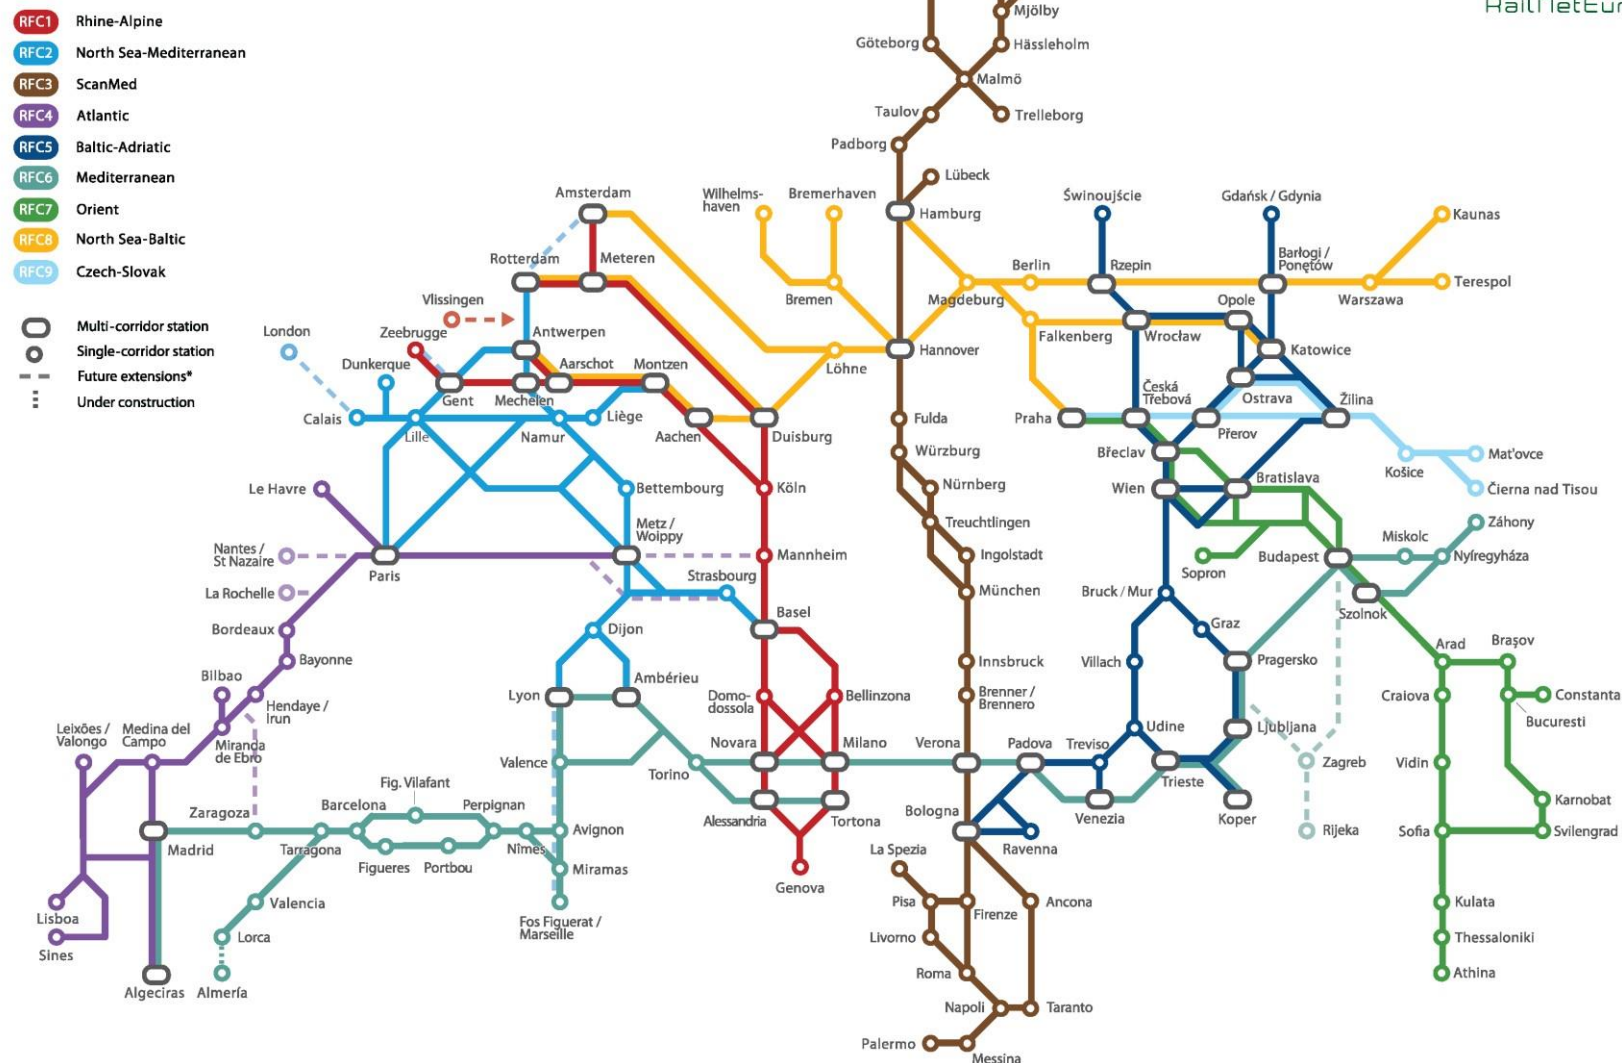 RFC1 Rhine-Alpine
RFC2 North Sea-Mediterranean
RFC3 ScanMed
RFC4 Atlantic
RFC5 Baltic-Adriatic
RFC6 Mediterranean
RFC7 Orient
RFC8 North Sea-Baltic
RFC9 Czech-Slovak
Multi-corridor station
Single-corridor station
Future extensions*
Under construction
RailNetEur
Mjölby
Göteborg
Hässleholm
Malmö
Taulov
Trelleborg
Padborg
Lübeck
Amsterdam
Wilhelms-
haven
Bremerhaven
Hamburg
Świnoujście
Gdańsk / Gdynia
Kaunas
Rotterdam
Meteren
Berlin
Rzepin
Barłogi /
Ponętów
Terespol
Vlissingen
Bremen
Magdeburg
Opole
Warszawa
London
Zeebrugge
Antwerpen
Falkenberg
Wrocław
Dunkerque
Aarschot
Montzen
Löhne
Hannover
Katowice
Gent
Mechelen
Česká
Třebová
Ostrava
Žilina
Calais
Lille
Namur
Liège
Aachen
Duisburg
Fulda
Praha
Přerov
Würzburg
Břeclav
Košice
Mat'ovce
Le Havre
Bettembourg
Köln
Nürnberg
Wien
Bratislava
Čierna nad Tisou
Metz /
Woippy
Treuchtlingen
Záhony
Nantes /
St Nazaire
Paris
Mannheim
Ingolstadt
Sopron
Budapest
Miskolc
Nyíregyháza
Strasbourg
La Rochelle
München
Bruck / Mur
Szolnok
Bordeaux
Dijon
Basel
Graz
Arad
Braşov
Bayonne
Innsbruck
Villach
Pragersko
Bilbao
Hendaye /
Irun
Lyon
Ambérieu
Domo-
dossola
Bellinzona
Brenner /
Brennero
Craiova
Constanta
Bucuresti
Leixões /
Valongo
Medina del
Campo
Miranda
de Ebro
Novara
Milano
Verona
Padova
Treviso
Udine
Ljubljana
Valence
Torino
Trieste
Zagreb
Vidin
Zaragoza
Barcelona
Fig. Vilafant
Perpignan
Alessandria
Tortona
Bologna
Venezia
Koper
Karnobat
Madrid
Tarragona
Figueres
Portbou
Nîmes
Avignon
Ravenna
Rijeka
Sofia
Svilengrad
Miramas
Genova
La Spezia
Lisboa
Valencia
Fos Figuerat /
Marseille
Pisa
Firenze
Ancona
Kulata
Sines
Lorca
Livorno
Thessaloniki
Algeciras
Almería
Roma
Athina
Napoli
Taranto
Palermo
Messina